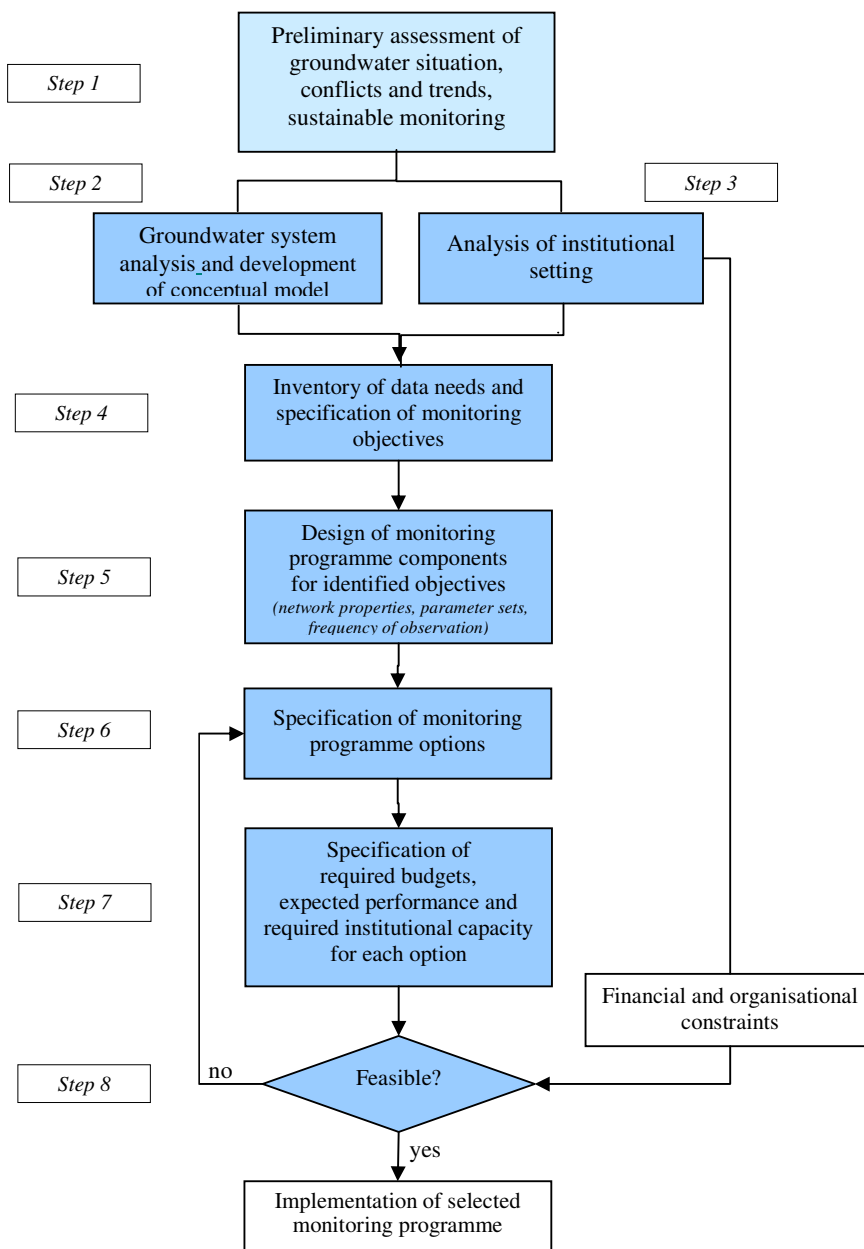 Preliminary assessment of
groundwater situation,
conflicts and trends,
sustainable monitoring
Step 1
Step 2
Step 3
Groundwater system
analysis and development
of conceptual model
Analysis of institutional
setting
Step 4
Inventory of data needs and
specification of monitoring
objectives
Step 5
Design of monitoring
programme components
for identified objectives
(network properties, parameter sets,
frequency of observation)
Step 6
Specification of monitoring
programme options
Step 7
Specification of
required budgets,
expected performance and
required institutional capacity
for each option
Financial and organisational
constraints
Step 8
no
Feasible?
yes
Implementation of selected
monitoring programme